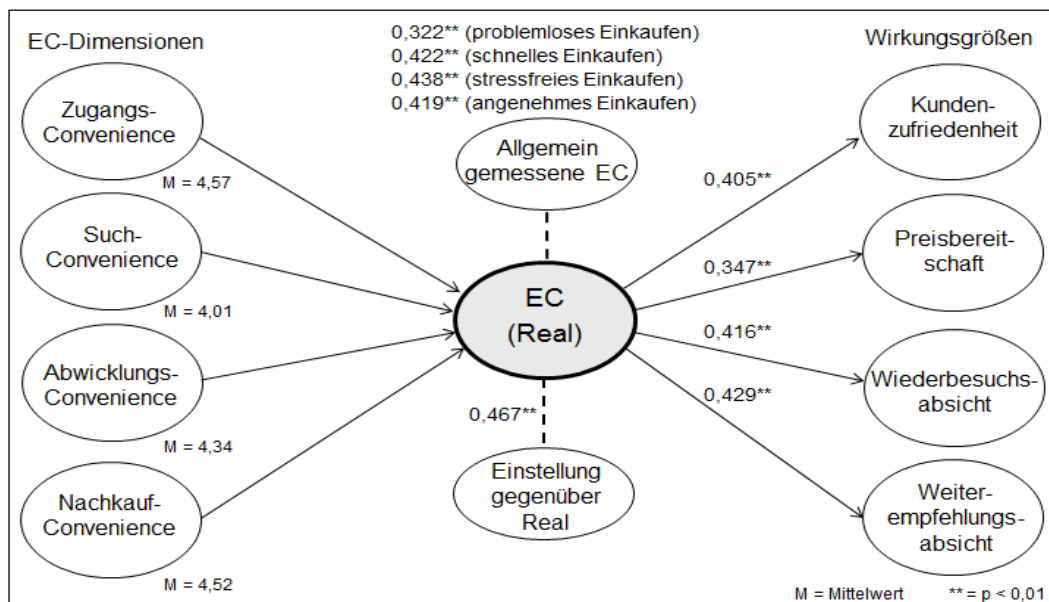 EC-Dimensionen
Zugangs-
Convenience
M = 4,57
Such-
Convenience
M = 4,01
Abwicklungs-
Convenience
M = 4,34
Nachkauf-
Convenience
M = 4,52
0,322** (problemloses Einkaufen)
0,422** (schnelles Einkaufen)
0,438** (stressfreies Einkaufen)
0,419** (angenehmes Einkaufen)
Allgemein
gemessene EC
EC
(Real)
0,467**
Einstellung
gegenüber
Real
Wirkungsgrößen
0,405**
Kunden-
zufriedenheit
0,347**
Preisbereit-
schaft
0,416**
Wiederbesuchs-
absicht
0,429**
Weiter-
empfehlungs-
absicht
M = Mittelwert ** = p < 0,01